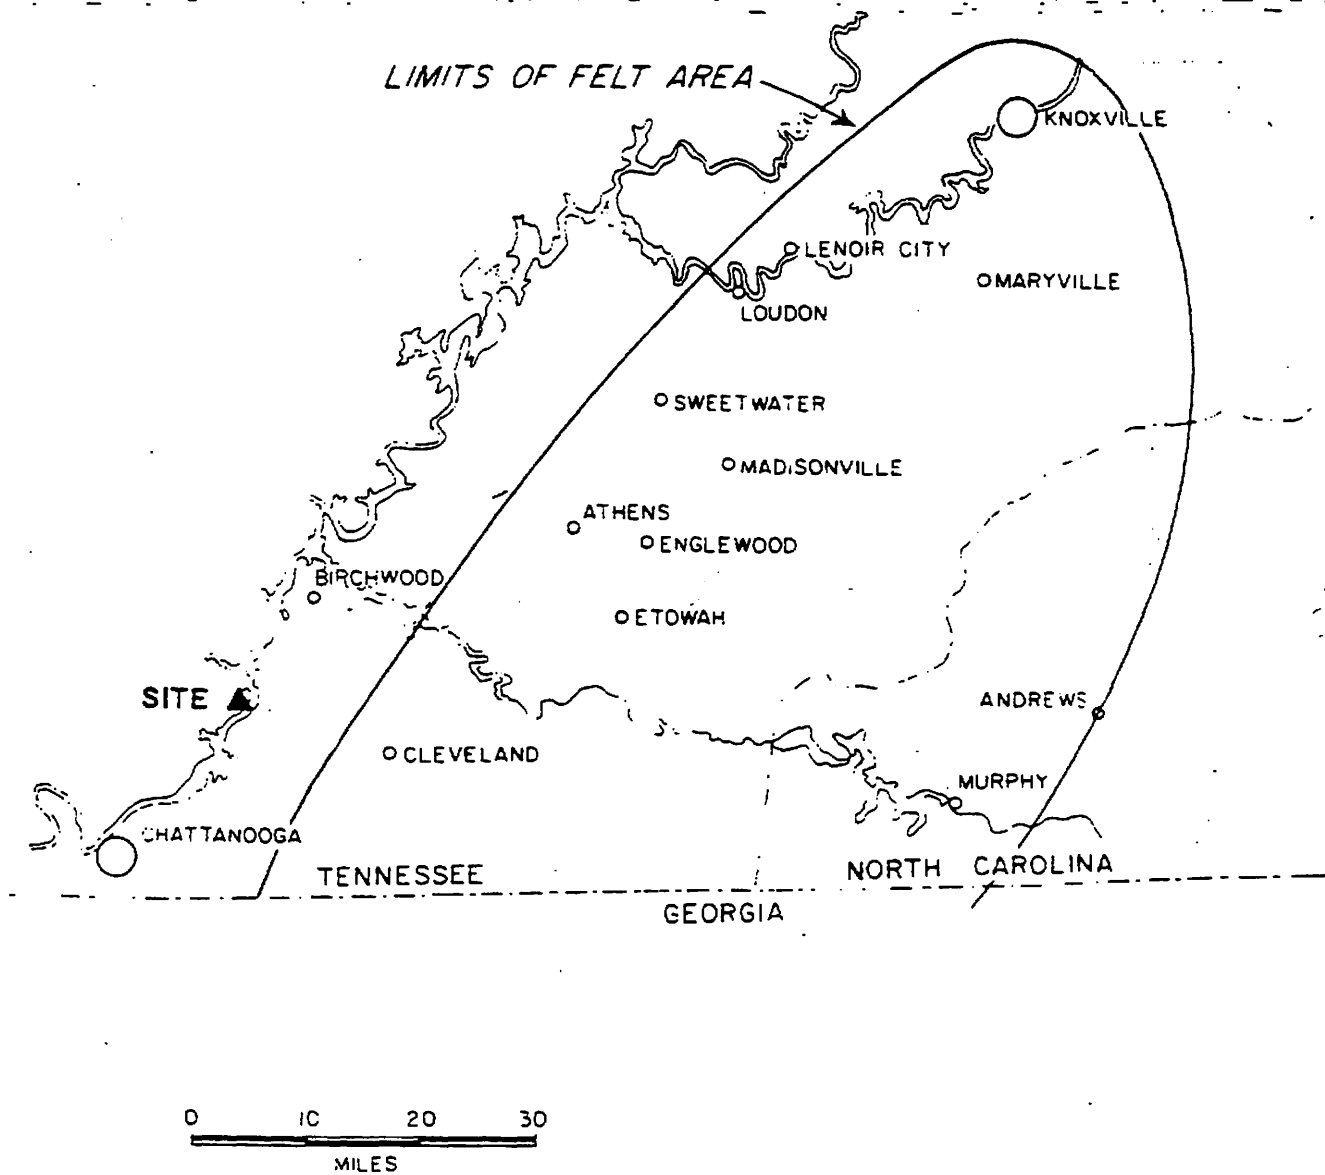 LIMITS OF FELT AREA
KNOXVILLE
LENOIR CITY
MARYVILLE
LOUDON
SWEETWATER
MADISONVILLE
ATHENS
ENGLEWOOD
BIRCHWOOD
ETOWAH
SITE
ANDREWS
CLEVELAND
MURPHY
CHATTANOOGA
TENNESSEE
NORTH CAROLINA
GEORGIA
0 10 20 30
MILES